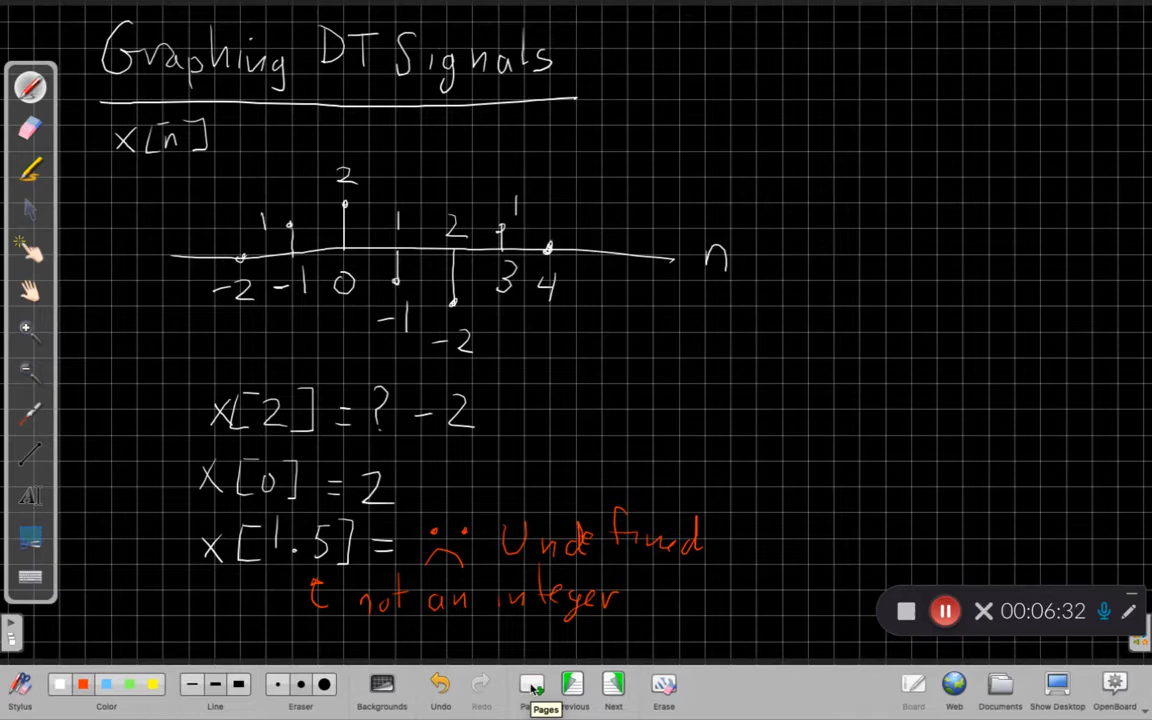 Graphing DT Signals
x[n]
2
1 1 2 1
n
-2 -1 0 3 4
-1
-2
x[2] = ? -2
x[0] = 2
x[1.5] = :( Undefined
not an integer
00:06:32
Line Eraser Backgrounds Undo Redo Pa Previous Next Erase Board Web Documents Show Desktop OpenBoard
Pages